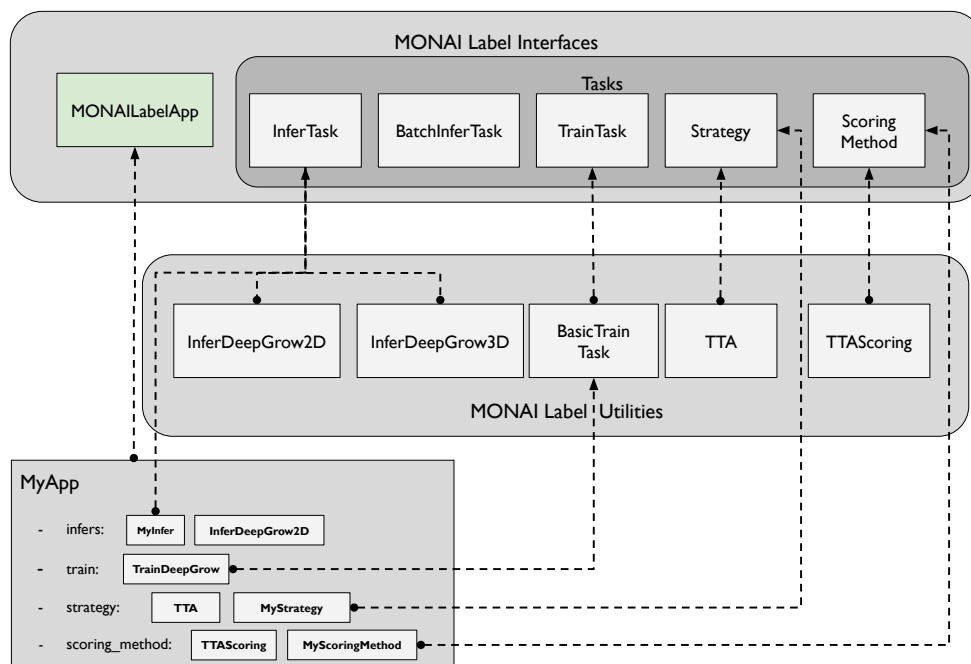 MONAI Label Interfaces
MONAILabelApp
Tasks
InferTask
BatchInferTask
TrainTask
Strategy
Scoring
Method
InferDeepGrow2D
InferDeepGrow3D
BasicTrain
Task
TTA
TTAScoring
MONAI Label Utilities
MyApp
- infers: MyInfer InferDeepGrow2D
- train: TrainDeepGrow
- strategy: TTA MyStrategy
- scoring_method: TTAScoring MyScoringMethod